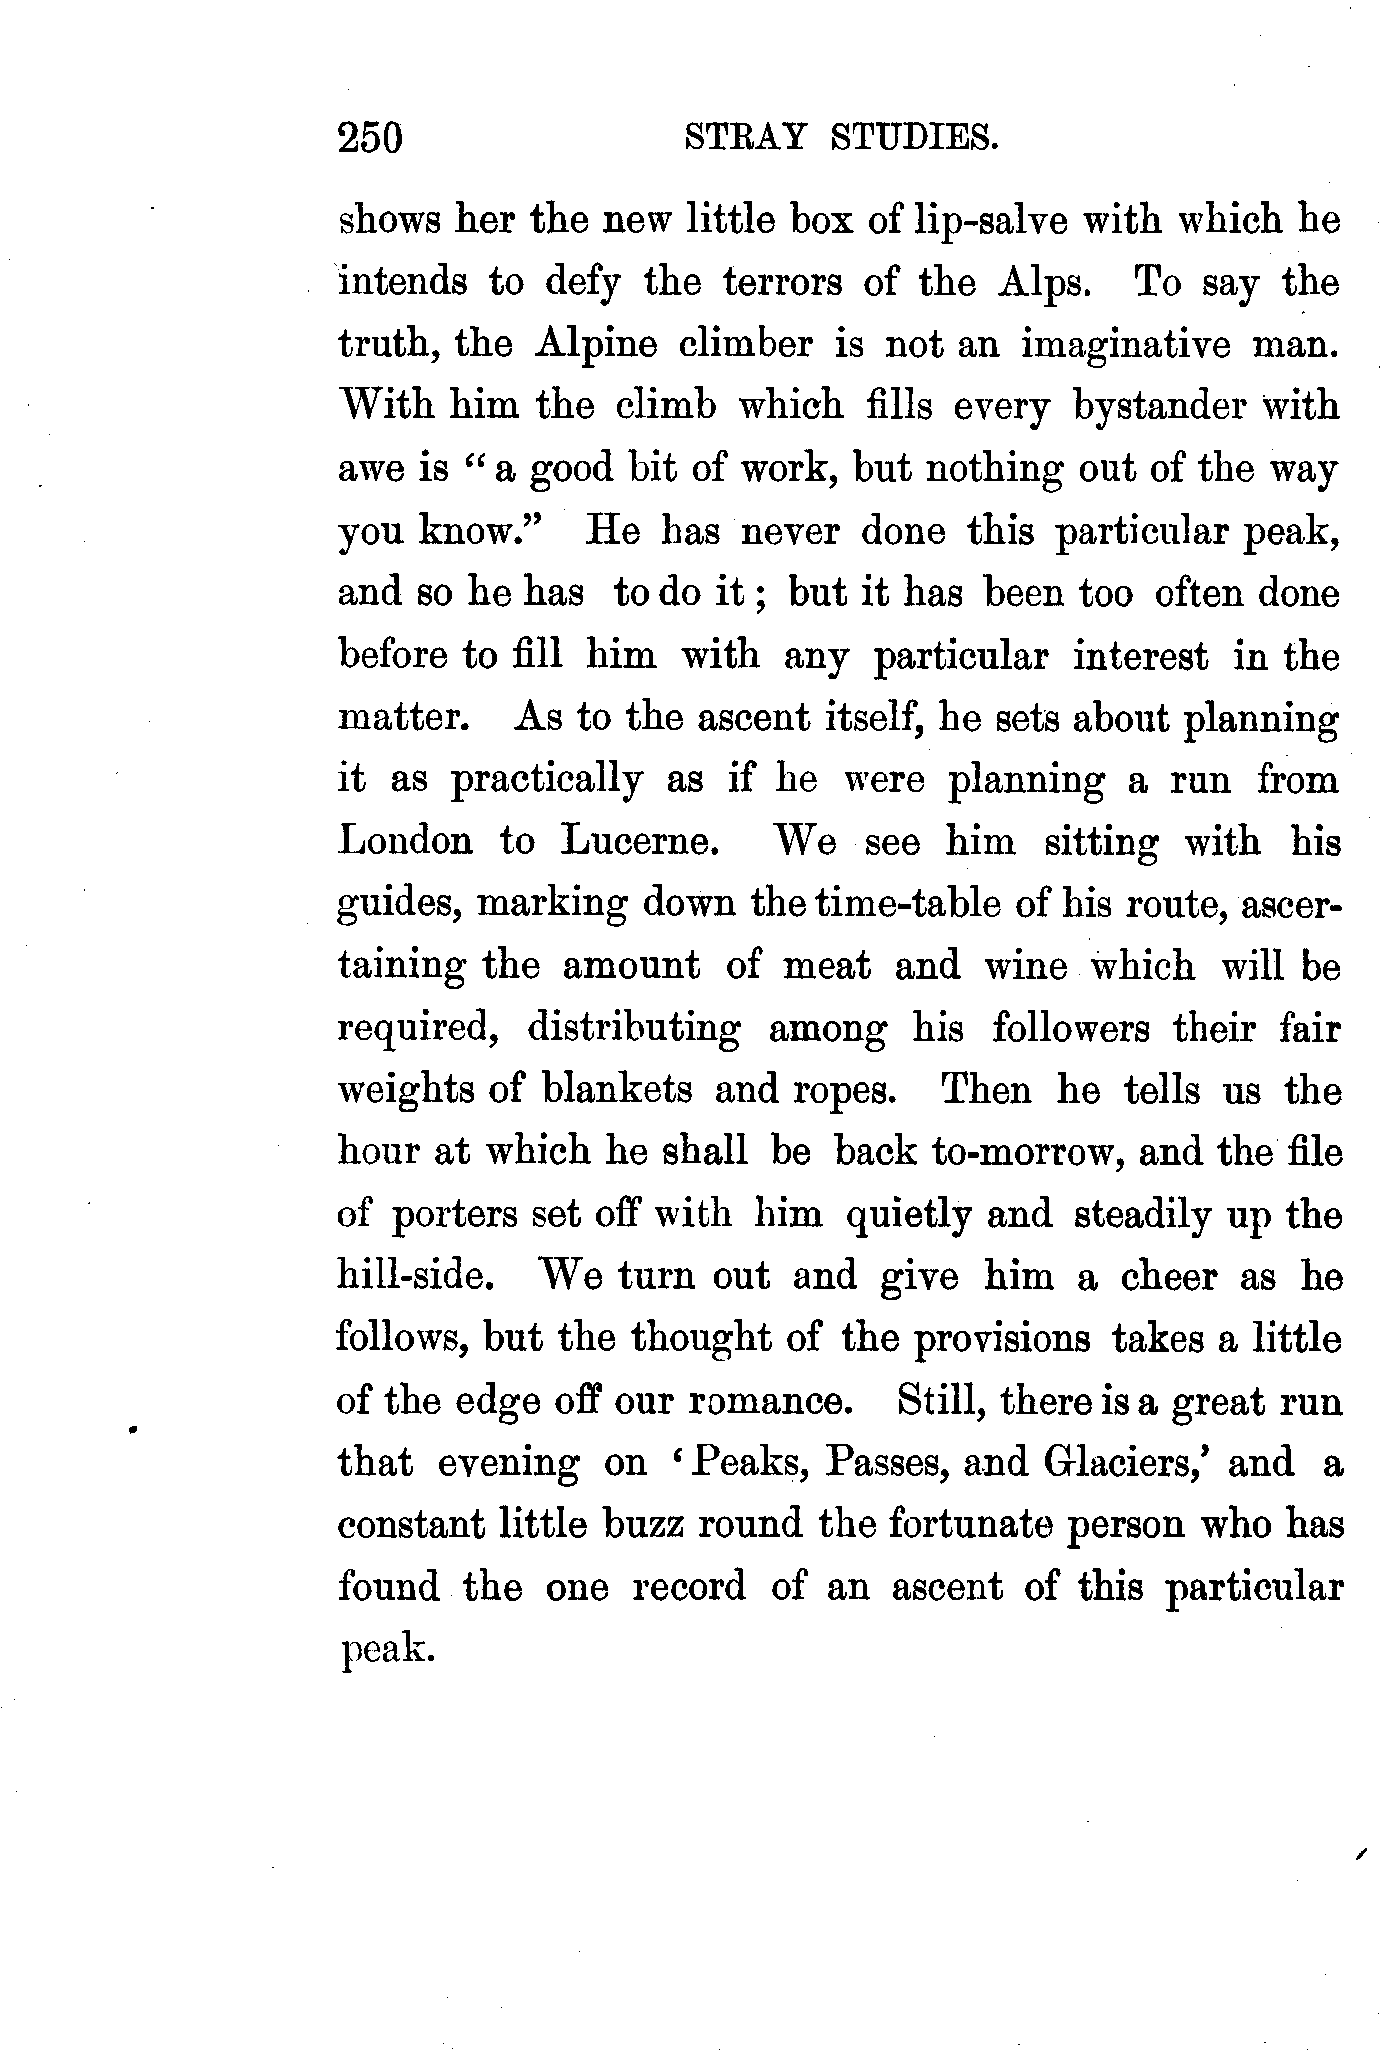 250 STRAY STUDIES.
shows her the new little box of lip-salve with which he
intends to defy the terrors of the Alps. To say the
truth, the Alpine climber is not an imaginative man.
With him the climb which fills every bystander with
awe is “ a good bit of work, but nothing out of the way
you know.” He has never done this particular peak,
and so he has to do it ; but it has been too often done
before to fill him with any particular interest in the
matter. As to the ascent itself, he sets about planning
it as practically as if he were planning a run from
London to Lucerne. We see him sitting with his
guides, marking down the time-table of his route, ascer-
taining the amount of meat and wine which will be
required, distributing among his followers their fair
weights of blankets and ropes. Then he tells us the
hour at which he shall be back to-morrow, and the file
of porters set off with him quietly and steadily up the
hill-side. We turn out and give him a cheer as he
follows, but the thought of the provisions takes a little
of the edge off our romance. Still, there is a great run
that evening on ‘ Peaks, Passes, and Glaciers,’ and a
constant little buzz round the fortunate person who has
found the one record of an ascent of this particular
peak.